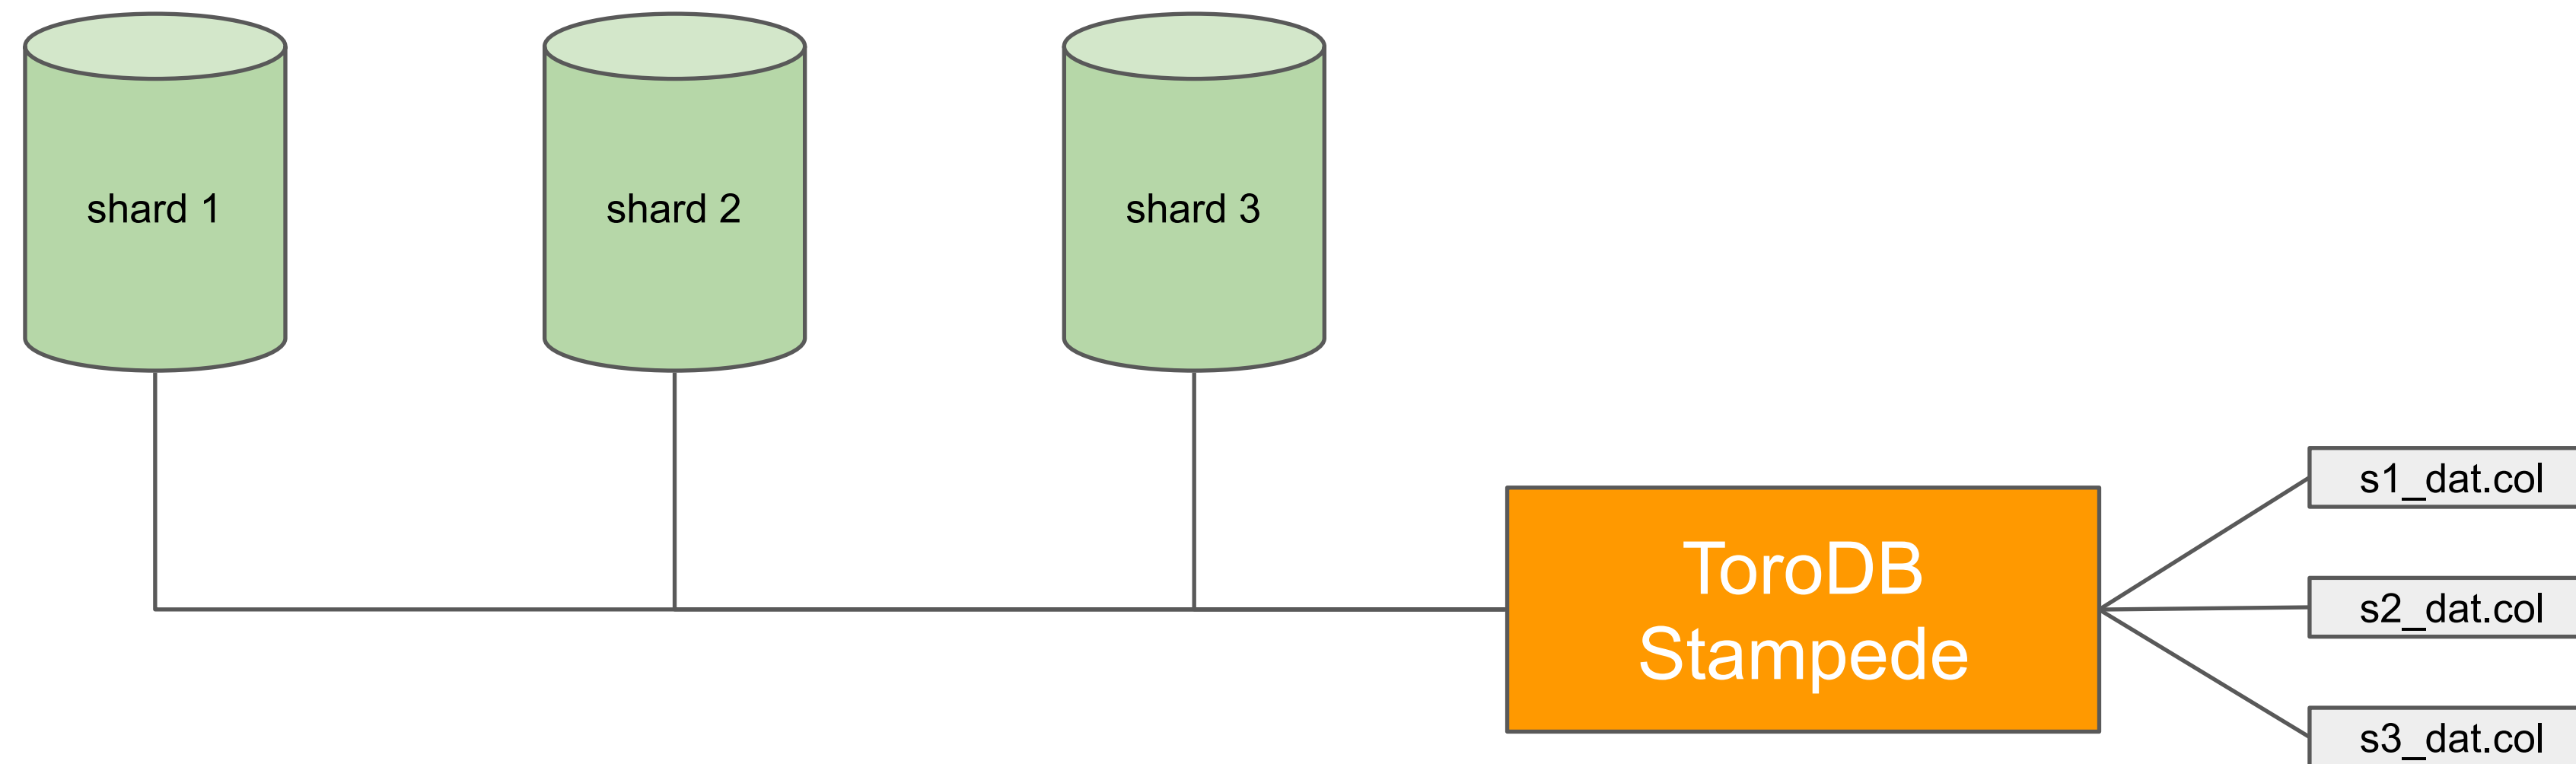 shard 1
shard 2
shard 3
ToroDB
Stampede
s1_dat.col
s2_dat.col
s3_dat.col